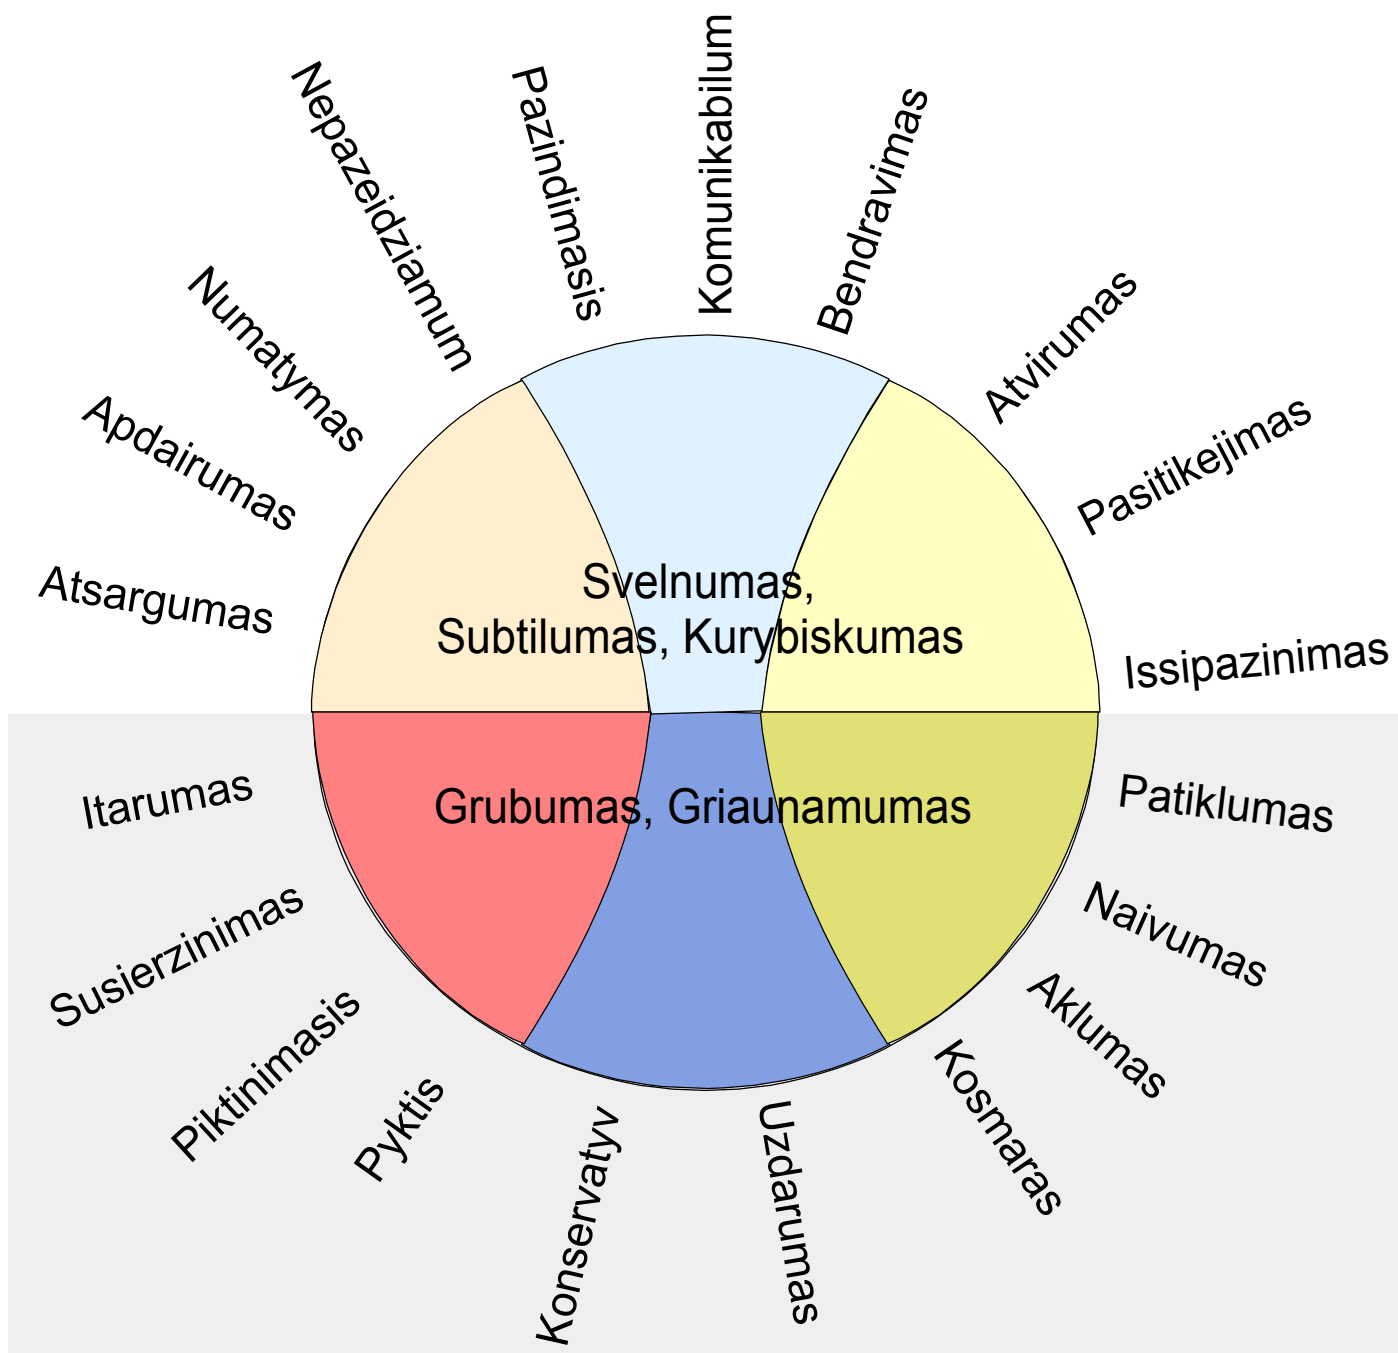 Komunikabilum
Pazindimasis
Nepazeidziamum
Bendravimas
Numatymas
Atvirumas
Apdairumas
Pasitikejimas
Atsargumas
Svelnumas,
Subtilumas, Kurybiskumas
Issipazinimas
Itarumas
Grubumas, Griaunamumas
Patiklumas
Susierzinimas
Naivumas
Piktinimasis
Aklumas
Pyktis
Kosmaras
Konservatyv
Uzdarumas